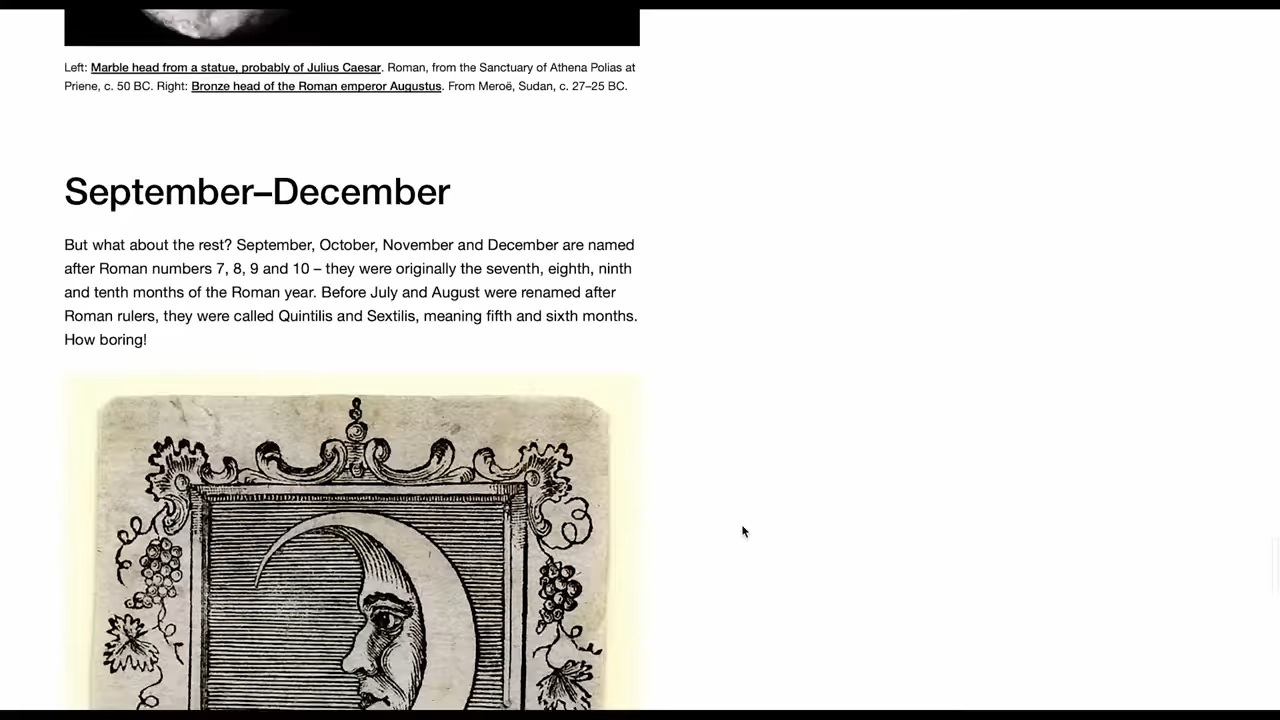 Left: Marble head from a statue, probably of Julius Caesar. Roman, from the Sanctuary of Athena Polias at
Priene, c. 50 BC. Right: Bronze head of the Roman emperor Augustus. From Meroë, Sudan, c. 27–25 BC.
September–December
But what about the rest? September, October, November and December are named
after Roman numbers 7, 8, 9 and 10 – they were originally the seventh, eighth, ninth
and tenth months of the Roman year. Before July and August were renamed after
Roman rulers, they were called Quintilis and Sextilis, meaning fifth and sixth months.
How boring!